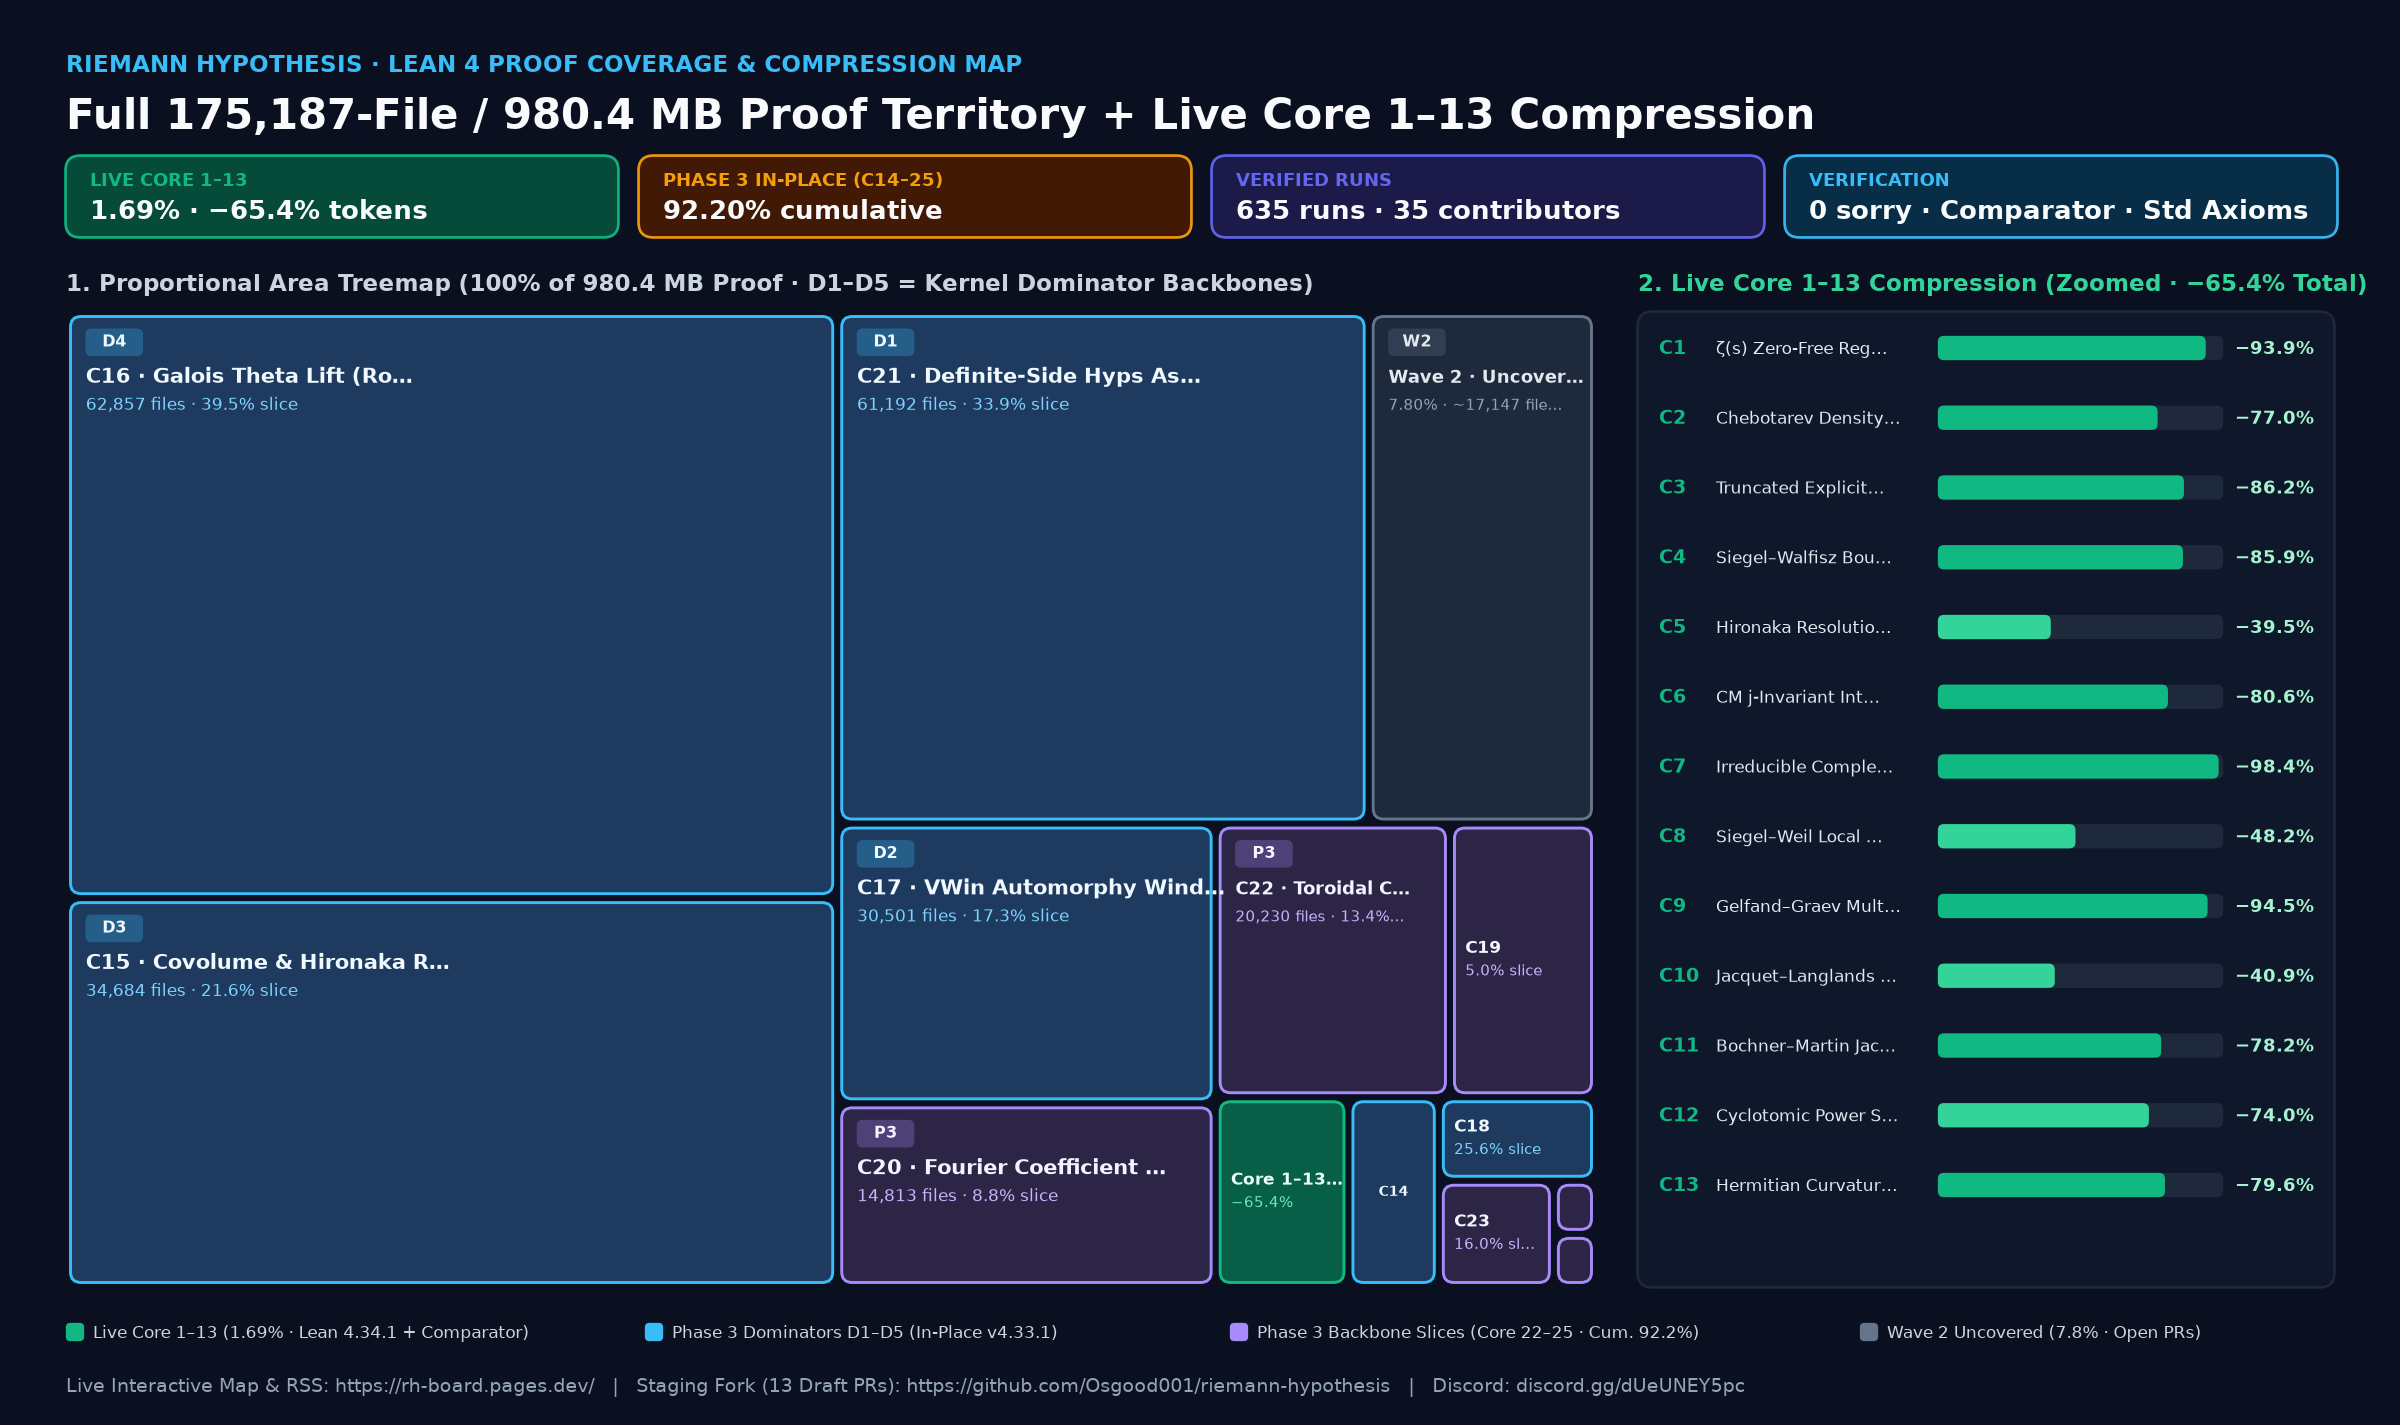 RIEMANN HYPOTHESIS · LEAN 4 PROOF COVERAGE & COMPRESSION MAP
Full 175,187-File / 980.4 MB Proof Territory + Live Core 1–13 Compression
LIVE CORE 1–13
1.69% · −65.4% tokens
PHASE 3 IN-PLACE (C14–25)
92.20% cumulative
VERIFIED RUNS
635 runs · 35 contributors
VERIFICATION
0 sorry · Comparator · Std Axioms
1. Proportional Area Treemap (100% of 980.4 MB Proof · D1–D5 = Kernel Dominator Backbones)
D4
C16 · Galois Theta Lift (Ro...
62,857 files · 39.5% slice
D1
C21 · Definite-Side Hyps As...
61,192 files · 33.9% slice
W2
Wave 2 · Uncover...
7.80% · ~17,147 file...
D3
C15 · Covolume & Hironaka R...
34,684 files · 21.6% slice
D2
C17 · VWin Automorphy Wind...
30,501 files · 17.3% slice
P3
C22 · Toroidal C...
20,230 files · 13.4%...
C19
5.0% slice
P3
C20 · Fourier Coefficient ...
14,813 files · 8.8% slice
Core 1–13...
−65.4%
C14
C18
25.6% slice
C23
16.0% sl...
2. Live Core 1–13 Compression (Zoomed · −65.4% Total)
C1 ζ(s) Zero-Free Reg... −93.9%
C2 Chebotarev Density... −77.0%
C3 Truncated Explicit... −86.2%
C4 Siegel–Walfisz Bou... −85.9%
C5 Hironaka Resolutio... −39.5%
C6 CM j-Invariant Int... −80.6%
C7 Irreducible Comple... −98.4%
C8 Siegel–Weil Local ... −48.2%
C9 Gelfand–Graev Mult... −94.5%
C10 Jacquet–Langlands ... −40.9%
C11 Bochner–Martin Jac... −78.2%
C12 Cyclotomic Power S... −74.0%
C13 Hermitian Curvatur... −79.6%
Live Core 1–13 (1.69% · Lean 4.34.1 + Comparator)
Phase 3 Dominators D1–D5 (In-Place v4.33.1)
Phase 3 Backbone Slices (Core 22–25 · Cum. 92.2%)
Wave 2 Uncovered (7.8% · Open PRs)
Live Interactive Map & RSS: https://rh-board.pages.dev/ | Staging Fork (13 Draft PRs): https://github.com/Osgood001/riemann-hypothesis | Discord: discord.gg/dUeUNEY5pc